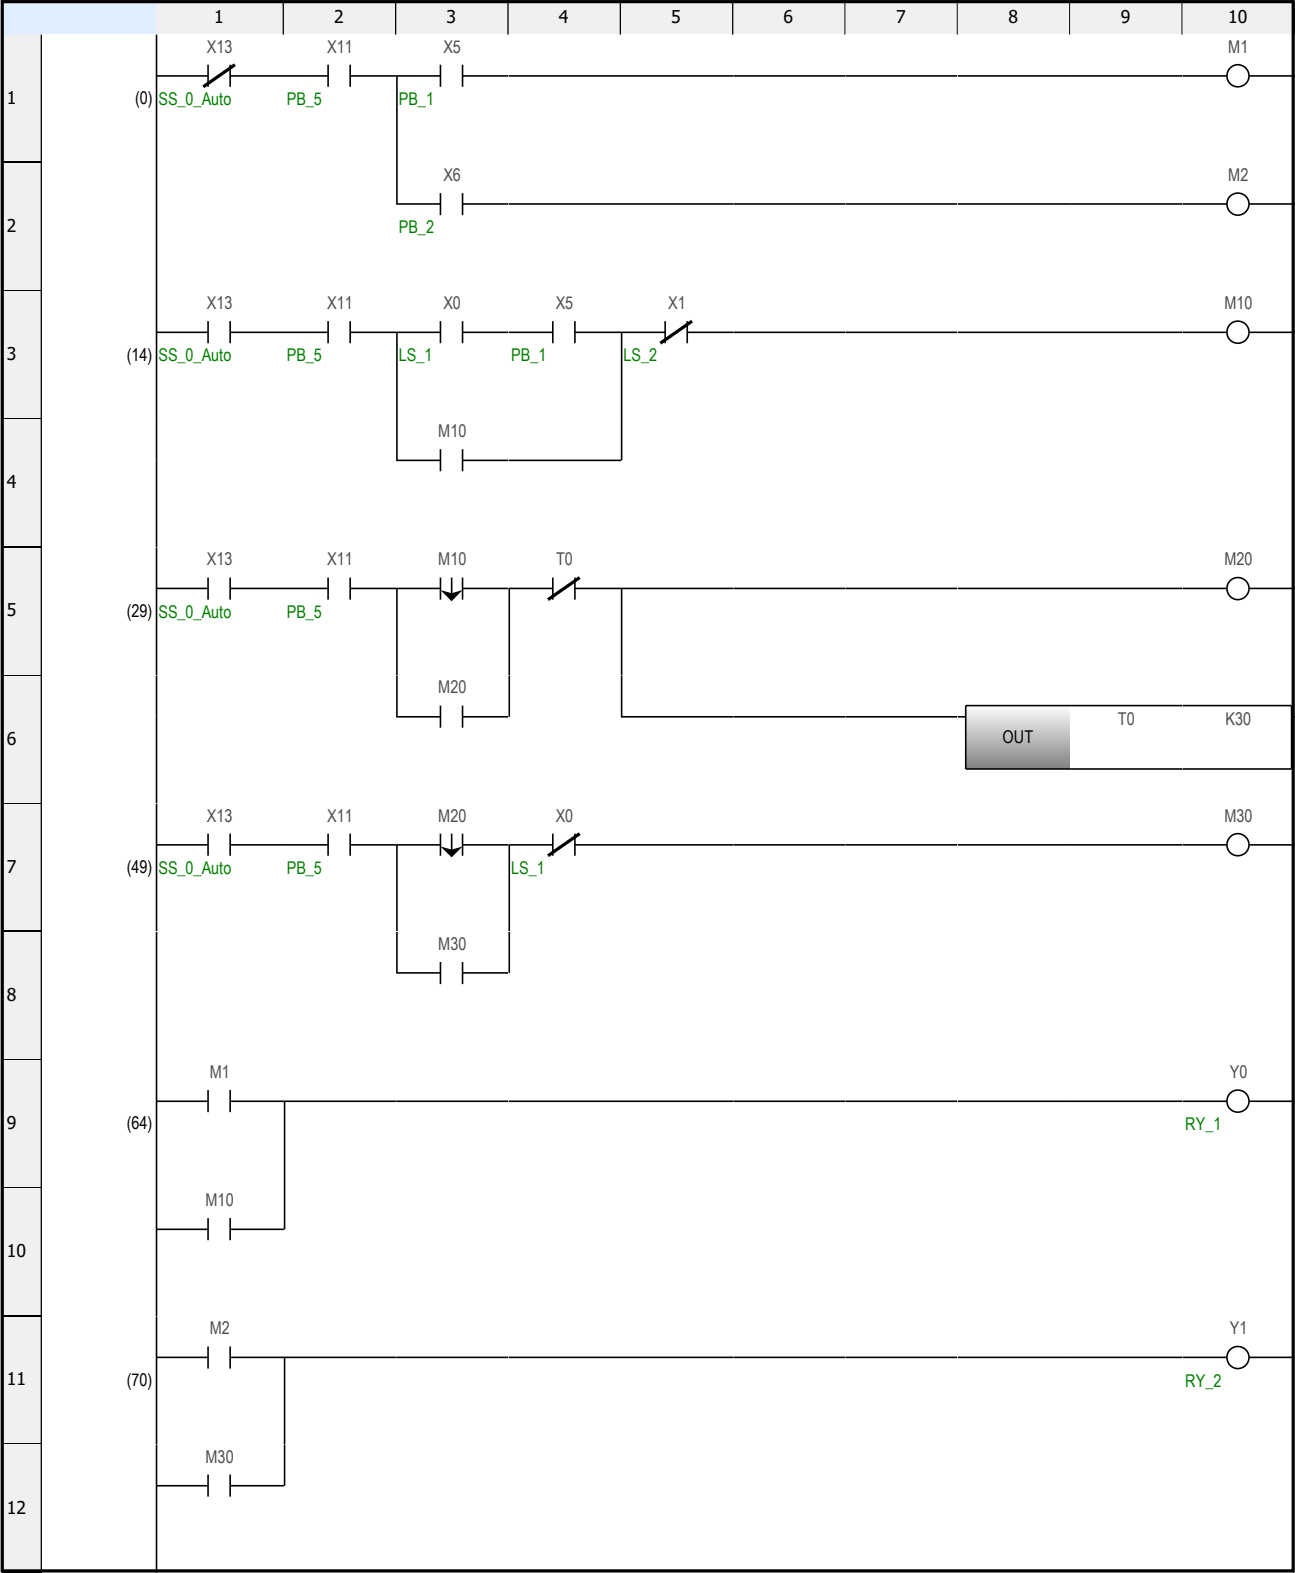 1 2 3 4 5 6 7 8 9 10
X13 X11 X5 M1
1 (0) SS_0_Auto PB_5 PB_1
X6 M2
2 PB_2
X13 X11 X0 X5 X1 M10
3 (14) SS_0_Auto PB_5 LS_1 PB_1 LS_2
M10
4
X13 X11 M10 T0 M20
5 (29) SS_0_Auto PB_5
M20
6 OUT T0 K30
X13 X11 M20 X0 M30
7 (49) SS_0_Auto PB_5 LS_1
M30
8
M1 Y0
9 (64) RY_1
M10
10
M2 Y1
11 (70) RY_2
M30
12